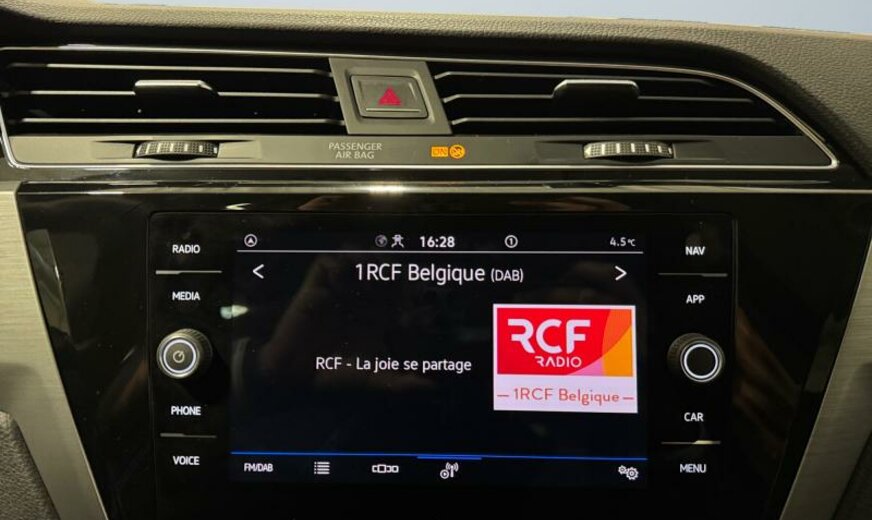 PASSENGER
AIR BAG
ON
RADIO
MEDIA
PHONE
VOICE
16:28
1
4.5°C
1RCF Belgique (DAB)
RCF - La joie se partage
RCF
RADIO
– 1RCF Belgique –
FM/DAB
NAV
APP
CAR
MENU